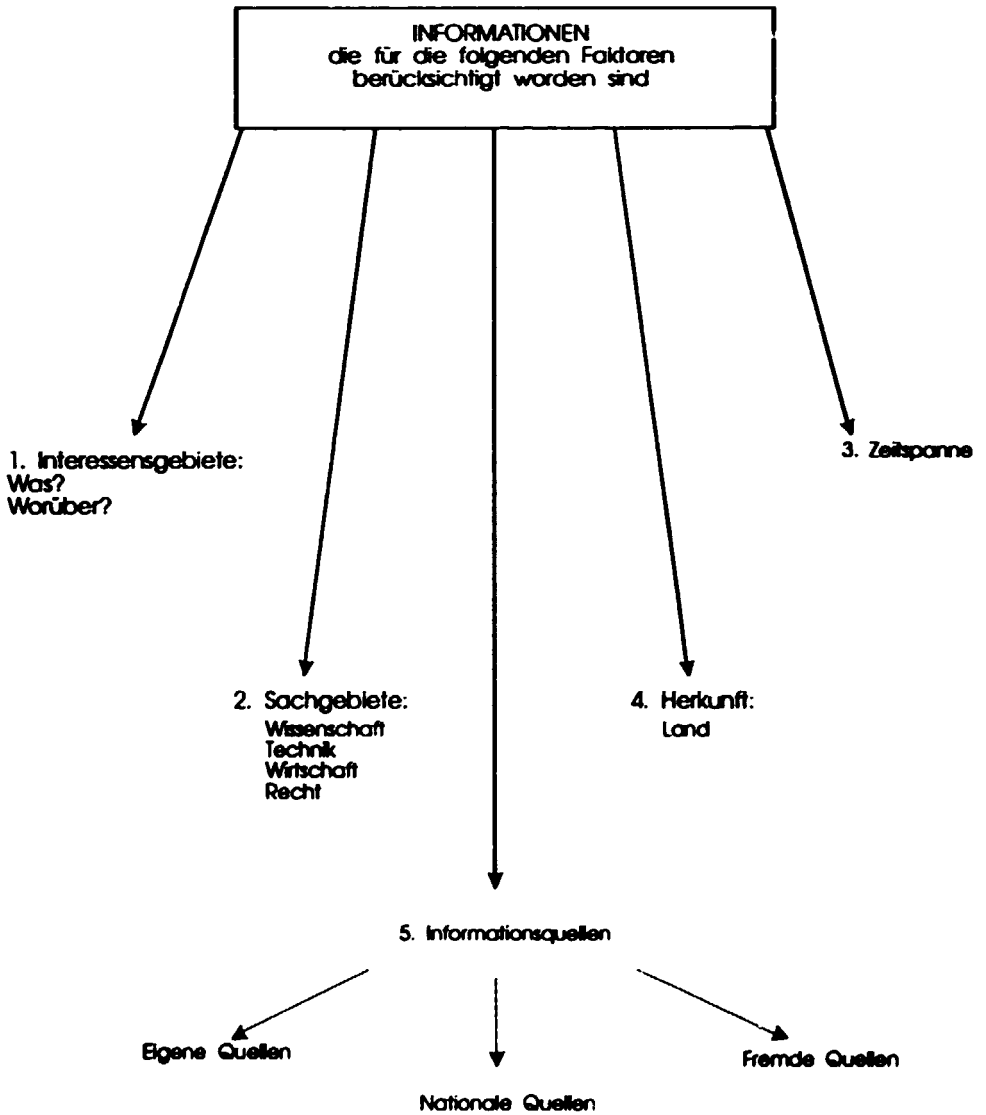 INFORMATIONEN
die für die folgenden Faktoren
berücksichtigt worden sind
1. Interessensgebiete:
Was?
Worüber?
3. Zeitspanne
2. Sachgebiete:
Wissenschaft
Technik
Wirtschaft
Recht
4. Herkunft:
Land
5. Informationsquellen
Eigene Quellen
Nationale Quellen
Fremde Quellen